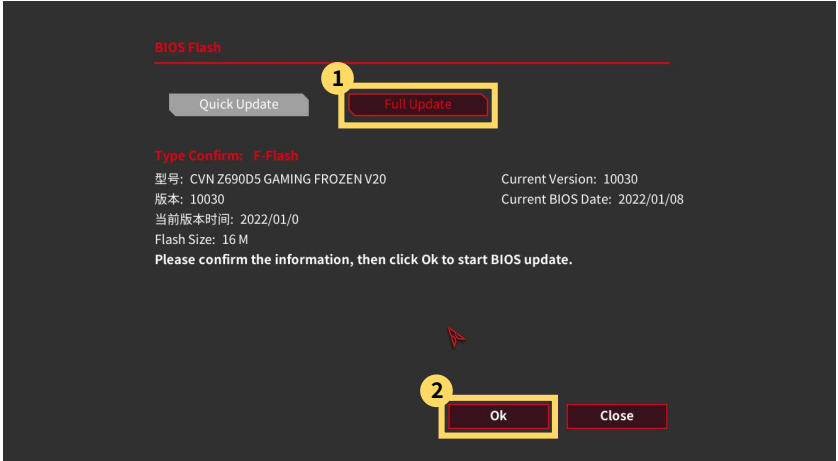 BIOS Flash
1
Quick Update
Full Update
Type Confirm: F-Flash
型号: CVN Z690D5 GAMING FROZEN V20
Current Version: 10030
版本: 10030
Current BIOS Date: 2022/01/08
当前版本时间: 2022/01/0
Flash Size: 16 M
Please confirm the information, then click Ok to start BIOS update.
2
Ok
Close